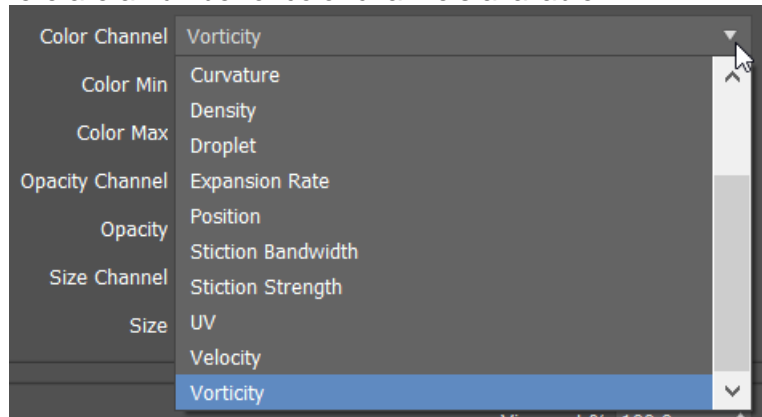 Color Channel Vorticity
Color Min Curvature
Density
Color Max
Droplet
Opacity Channel Expansion Rate
Position
Opacity
Stiction Bandwidth
Size Channel
Stiction Strength
Size UV
Velocity
Vorticity